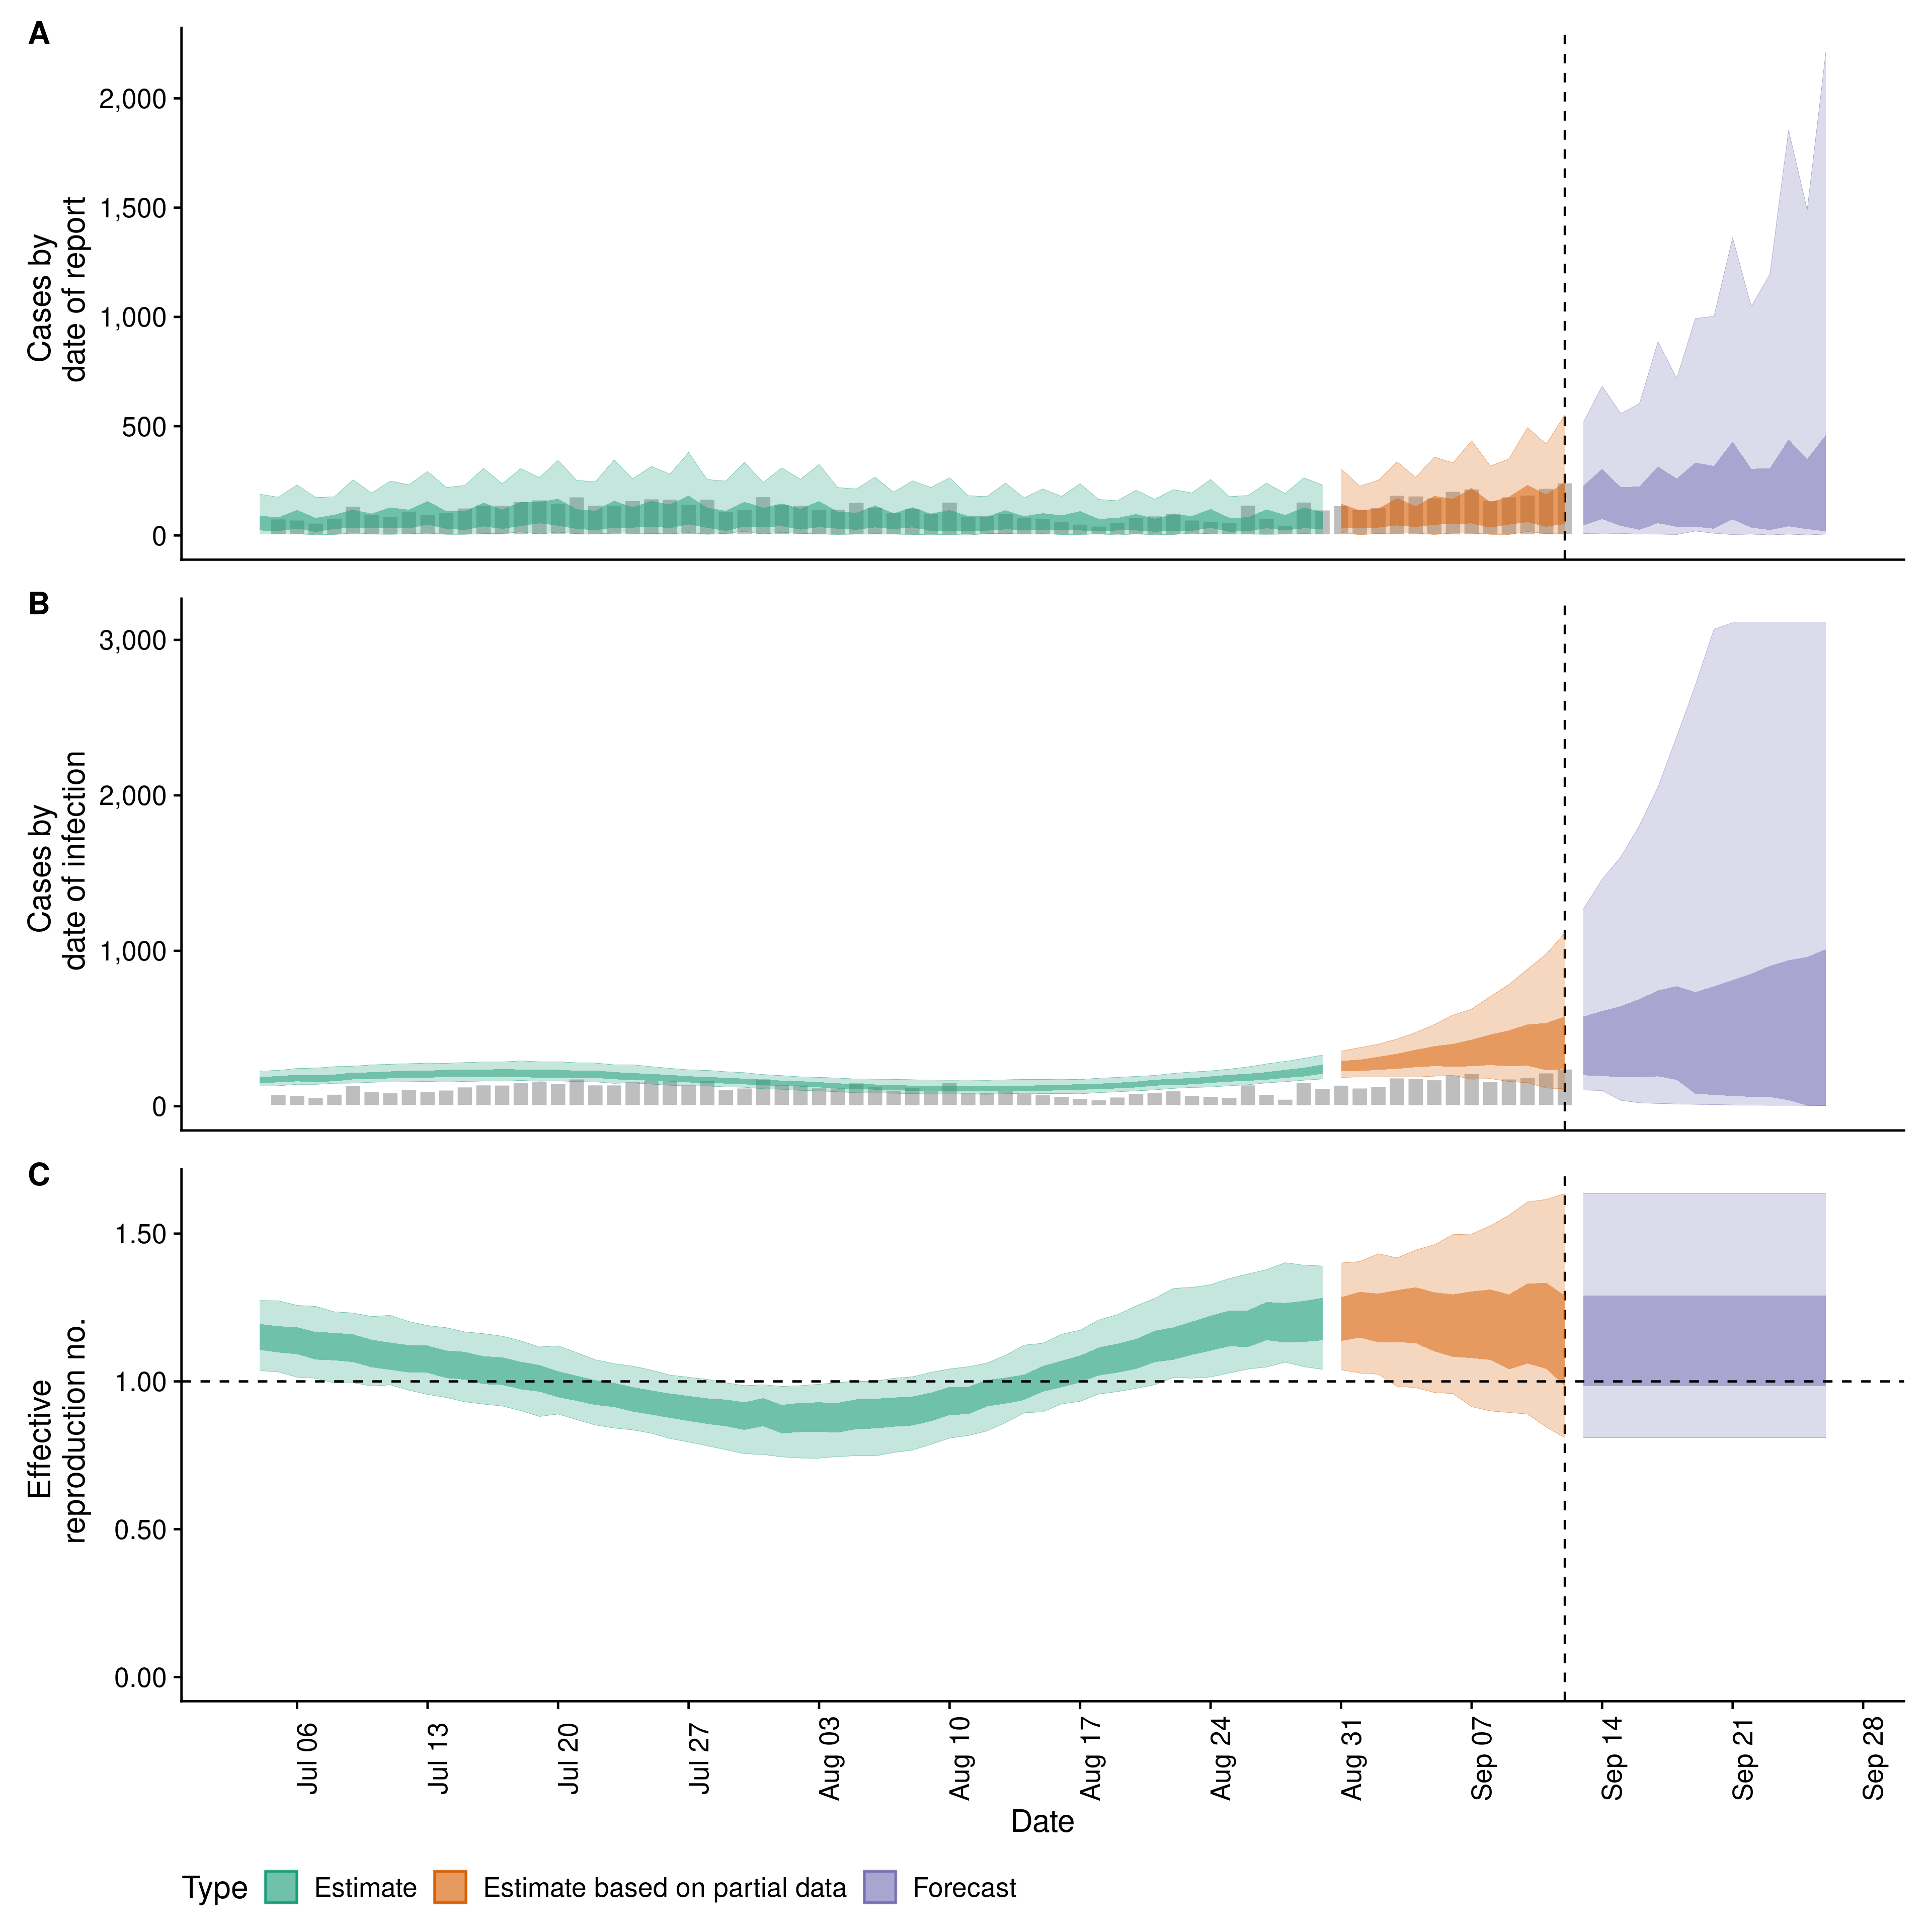 A
Cases by
date of report
2,000
1,500
1,000
500
0
B
Cases by
date of infection
3,000
2,000
1,000
0
C
Effective
reproduction no.
1.50
1.00
0.50
0.00
Jul 06
Jul 13
Jul 20
Jul 27
Aug 03
Aug 10
Aug 17
Aug 24
Aug 31
Sep 07
Sep 14
Sep 21
Sep 28
Date
Type Estimate Estimate based on partial data Forecast